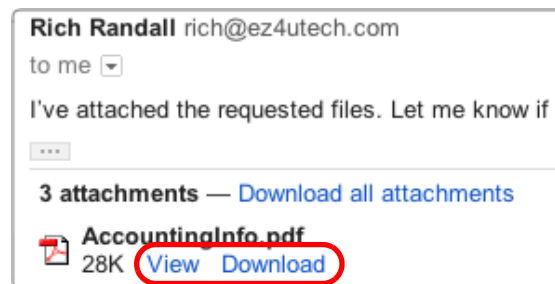 Rich Randall rich@ez4utech.com
to me
I've attached the requested files. Let me know if
...
3 attachments — Download all attachments
AccountingInfo.pdf
28K View Download